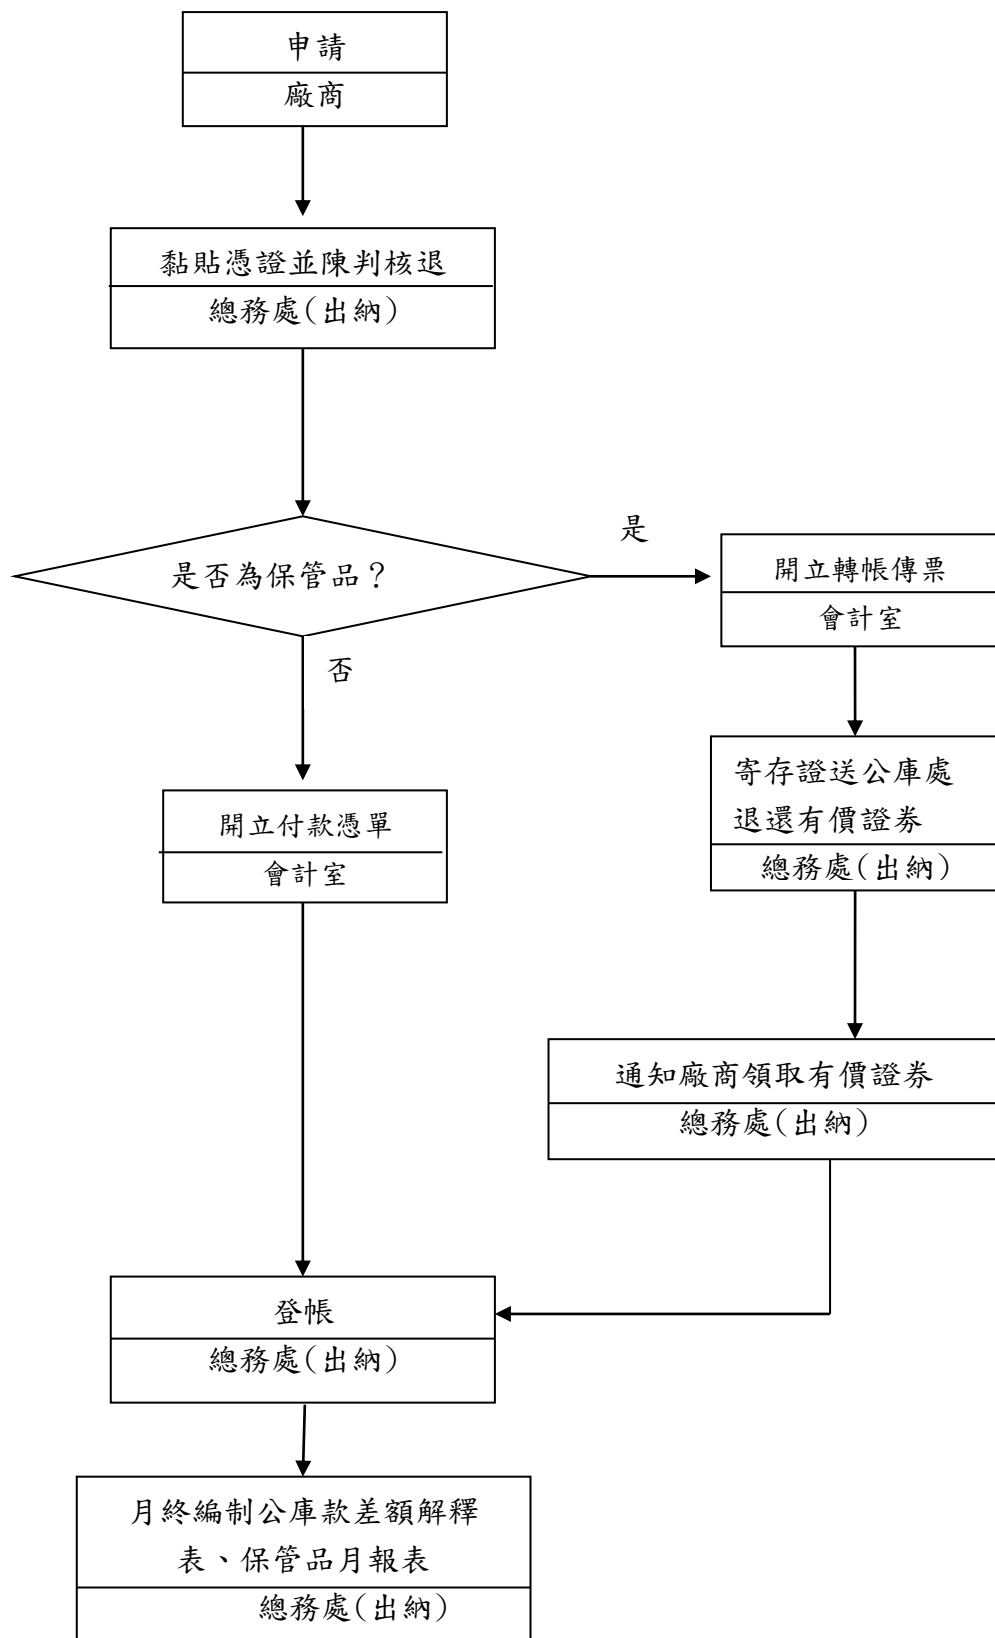 申請
廠商
黏貼憑證並陳判核退
總務處(出納)
是否為保管品？
是
開立轉帳傳票
會計室
否
寄存證送公庫處
退還有價證券
總務處(出納)
開立付款憑單
會計室
通知廠商領取有價證券
總務處(出納)
登帳
總務處(出納)
月終編制公庫款差額解釋
表、保管品月報表
總務處(出納)